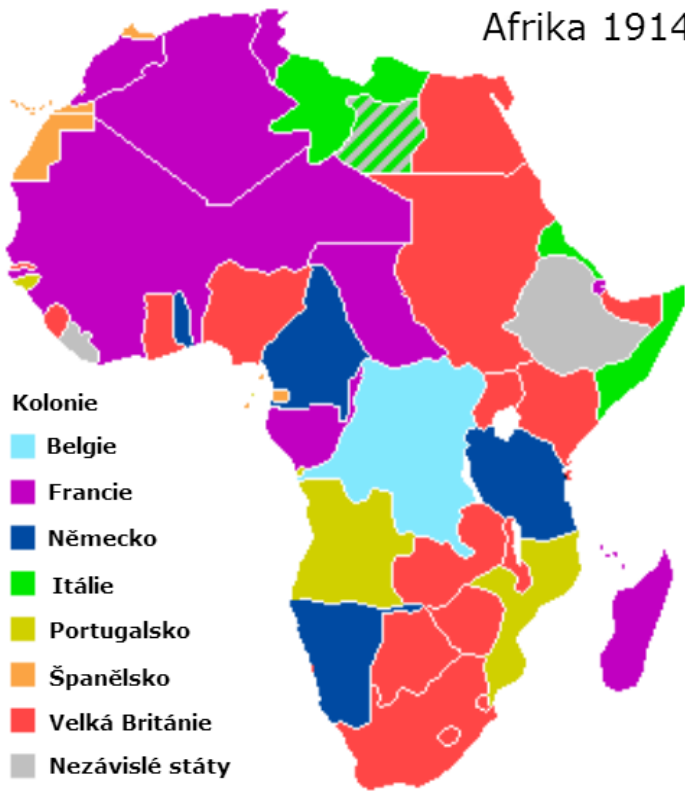 Afrika 1914
Kolonie
Belgie
Francie
Německo
Itálie
Portugalsko
Španělsko
Velká Británie
Nezávislé státy